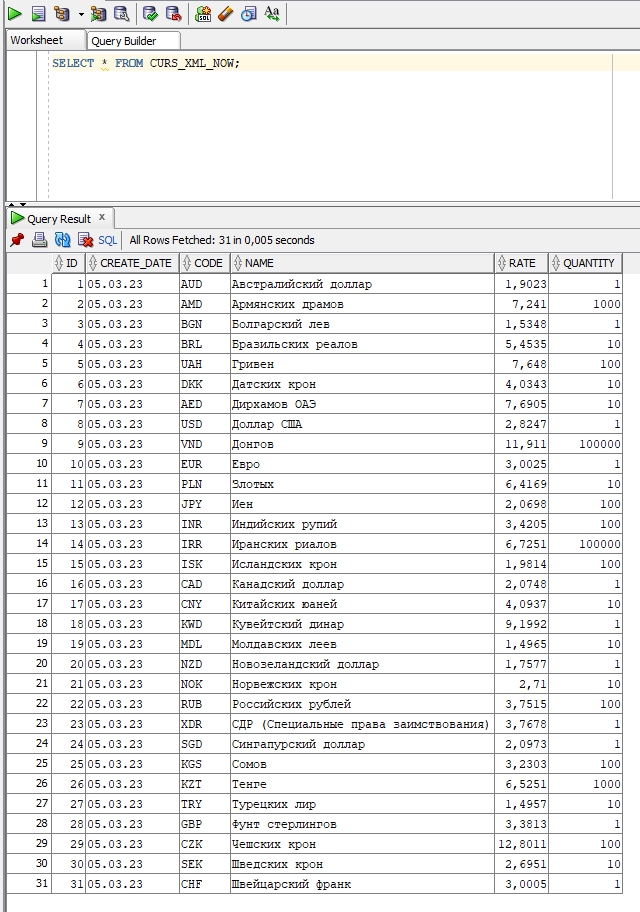 Worksheet Query Builder
SELECT * FROM CURS_XML_NOW;
Query Result x
SQL All Rows Fetched: 31 in 0,005 seconds
ID CREATE_DATE CODE NAME RATE QUANTITY
1 1 05.03.23 AUD Австралийский доллар 1,9023 1
2 2 05.03.23 AMD Армянских драмов 7,241 1000
3 3 05.03.23 BGN Болгарский лев 1,5348 1
4 4 05.03.23 BRL Бразильских реалов 5,4535 10
5 5 05.03.23 UAH Гривен 7,648 100
6 6 05.03.23 DKK Датских крон 4,0343 10
7 7 05.03.23 AED Дирхамов ОАЭ 7,6905 10
8 8 05.03.23 USD Доллар США 2,8247 1
9 9 05.03.23 VND Донгов 11,911 100000
10 10 05.03.23 EUR Евро 3,0025 1
11 11 05.03.23 PLN Злотых 6,4169 10
12 12 05.03.23 JPY Иен 2,0698 100
13 13 05.03.23 INR Индийских рупий 3,4205 100
14 14 05.03.23 IRR Иранских риалов 6,7251 100000
15 15 05.03.23 ISK Исландских крон 1,9814 100
16 16 05.03.23 CAD Канадский доллар 2,0748 1
17 17 05.03.23 CNY Китайских юаней 4,0937 10
18 18 05.03.23 KWD Кувейтский динар 9,1992 1
19 19 05.03.23 MDL Молдавских леев 1,4965 10
20 20 05.03.23 NZD Новозеландский доллар 1,7577 1
21 21 05.03.23 NOK Норвежских крон 2,71 10
22 22 05.03.23 RUB Российских рублей 3,7515 100
23 23 05.03.23 XDR СДР (Специальные права заимствования) 3,7678 1
24 24 05.03.23 SGD Сингапурский доллар 2,0973 1
25 25 05.03.23 KGS Сомов 3,2303 100
26 26 05.03.23 KZT Тенге 6,5251 1000
27 27 05.03.23 TRY Турецких лир 1,4957 10
28 28 05.03.23 GBP Фунт стерлингов 3,3813 1
29 29 05.03.23 CZK Чешских крон 12,8011 100
30 30 05.03.23 SEK Шведских крон 2,6951 10
31 31 05.03.23 CHF Швейцарский франк 3,0005 1